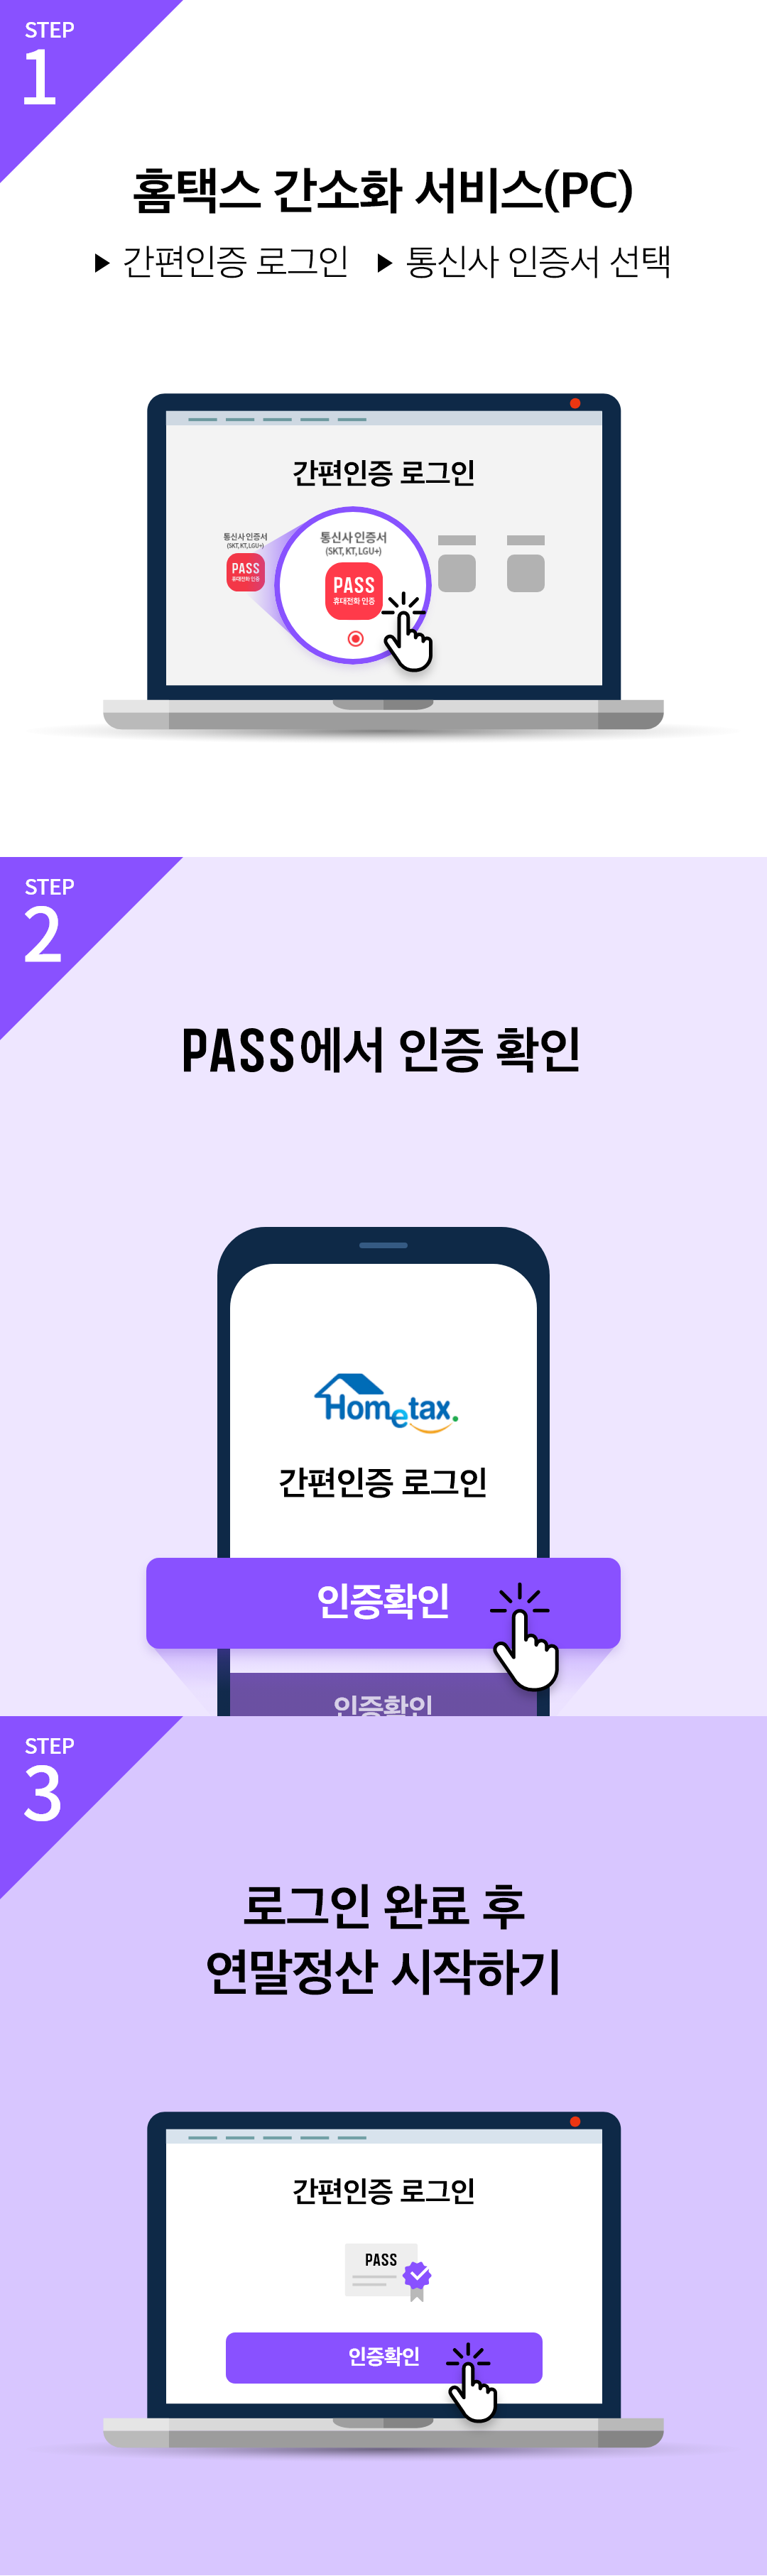 STEP
1
홈택스 간소화 서비스(PC)
▶ 간편인증 로그인 ▶ 통신사 인증서 선택
간편인증 로그인
통신사 인증서
(SKT, KT, LGU+)
PASS
휴대전화 인증
통신사 인증서
(SKT, KT, LGU+)
PASS
휴대전화 인증
STEP
2
PASS에서 인증 확인
Hometax.
간편인증 로그인
인증확인
인증확인
STEP
3
로그인 완료 후
연말정산 시작하기
간편인증 로그인
PASS
인증확인